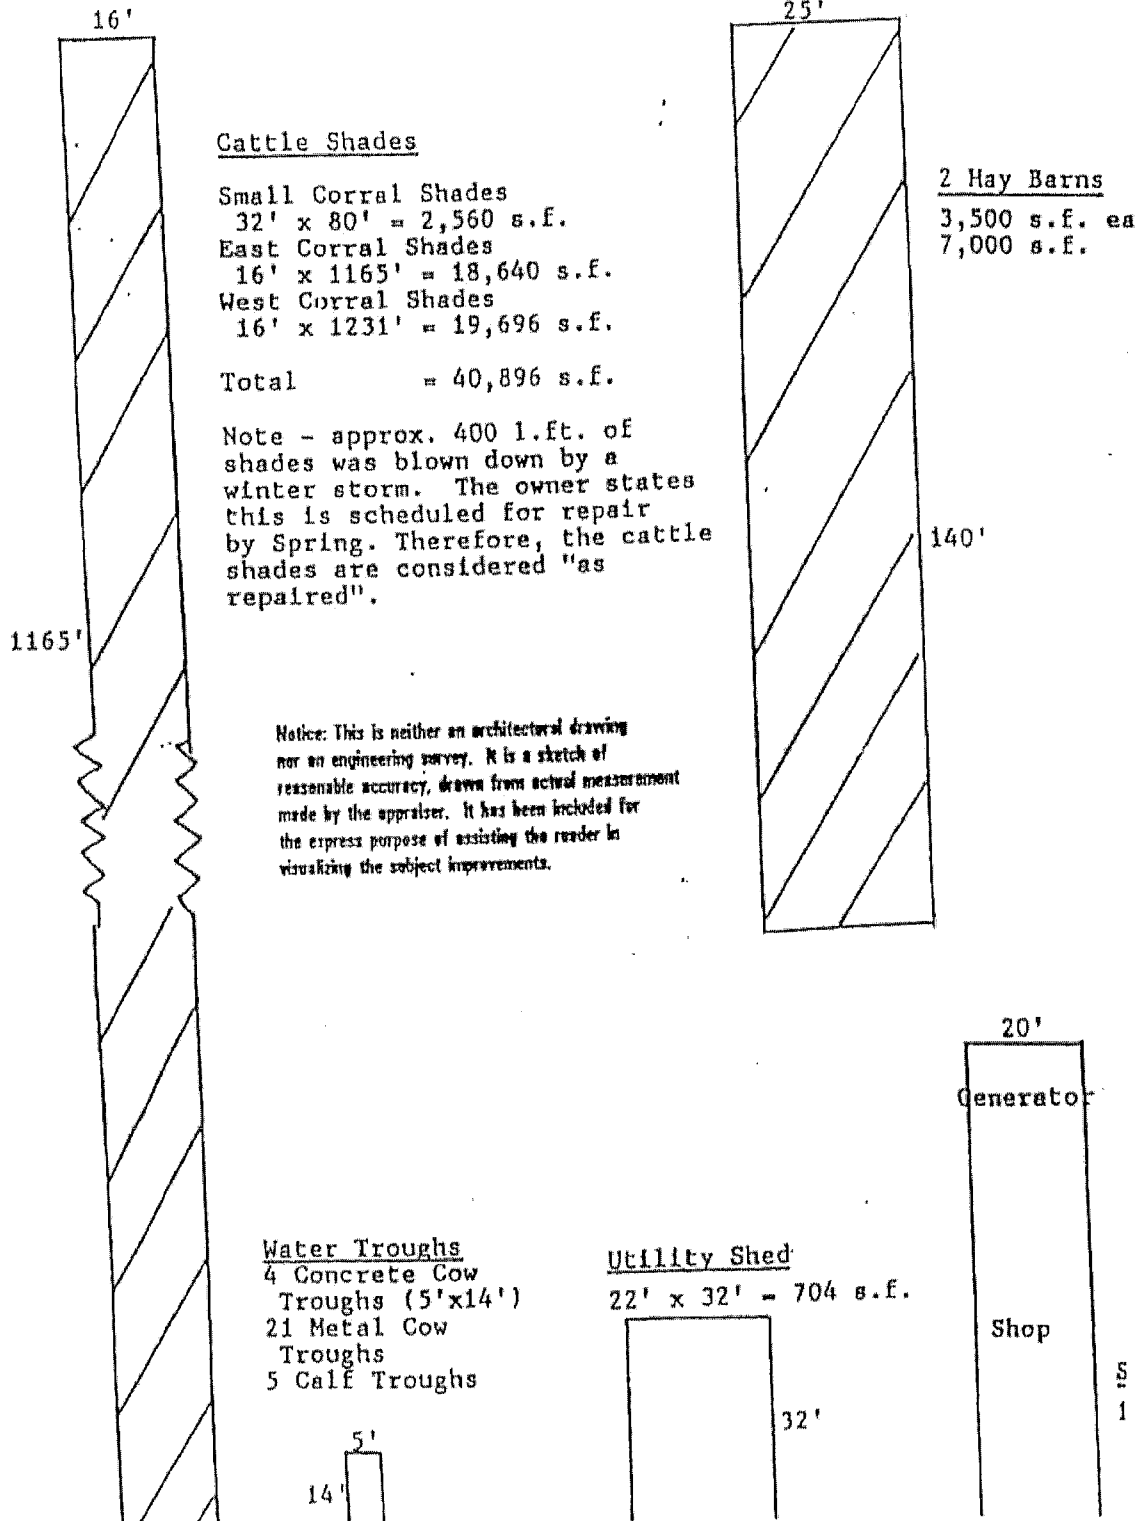 16'
25'
Cattle Shades
Small Corral Shades
32' x 80' = 2,560 s.f.
East Corral Shades
16' x 1165' = 18,640 s.f.
West Corral Shades
16' x 1231' = 19,696 s.f.
Total = 40,896 s.f.
Note - approx. 400 l.ft. of
shades was blown down by a
winter storm. The owner states
this is scheduled for repair
by Spring. Therefore, the cattle
shades are considered "as
repaired".
2 Hay Barns
3,500 s.f. ea
7,000 s.f.
140'
1165'
Notice: This is neither an architectural drawing
nor an engineering survey. It is a sketch of
reasonable accuracy, drawn from actual measurement
made by the appraiser. It has been included for
the express purpose of assisting the reader in
visualizing the subject improvements.
20'
Generator
Shop
S
1
Water Troughs
4 Concrete Cow
Troughs (5'x14')
21 Metal Cow
Troughs
5 Calf Troughs
5'
14'
Utility Shed
22' x 32' = 704 s.f.
32'